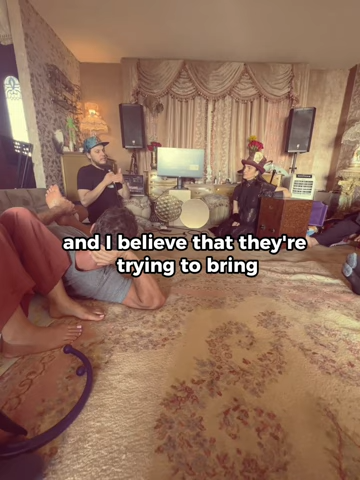 and I believe that they're
trying to bring